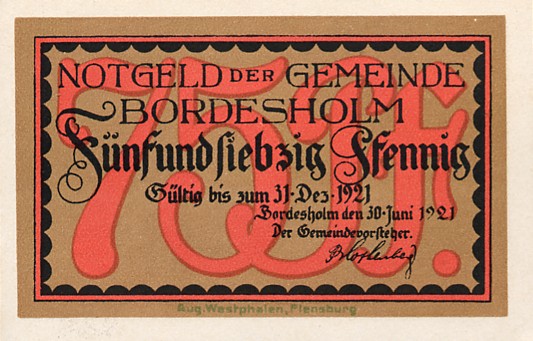 75 Pf.
NOTGELD DER GEMEINDE
BORDESHOLM
Fünfundsiebzig Pfennig
Gültig bis zum 31. Dez. 1921
Bordesholm den 30. Juni 1921
Der Gemeindevorsteher.
Aug. Westphalen, Flensburg